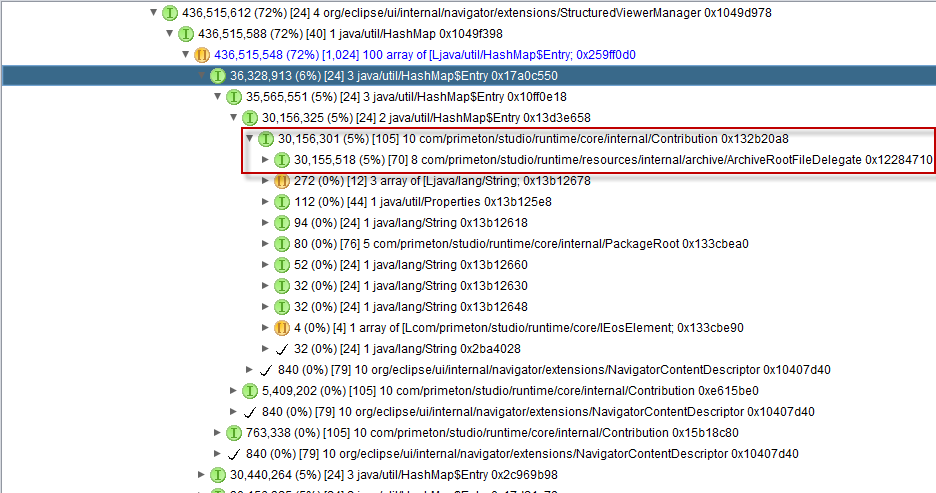 436,515,612 (72%) [24] 4 org/eclipse/ui/internal/navigator/extensions/StructuredViewerManager 0x1049d978
436,515,588 (72%) [40] 1 java/util/HashMap 0x1049f398
436,515,548 (72%) [1,024] 100 array of [Ljava/util/HashMap$Entry; 0x259ff0d0
36,328,913 (6%) [24] 3 java/util/HashMap$Entry 0x17a0c550
35,565,551 (5%) [24] 3 java/util/HashMap$Entry 0x10ff0e18
30,156,325 (5%) [24] 2 java/util/HashMap$Entry 0x13d3e658
30,156,301 (5%) [105] 10 com/primeton/studio/runtime/core/internal/Contribution 0x132b20a8
30,155,518 (5%) [70] 8 com/primeton/studio/runtime/resources/internal/archive/ArchiveRootFileDelegate 0x12284710
272 (0%) [12] 3 array of [Ljava/lang/String; 0x13b12678
112 (0%) [44] 1 java/util/Properties 0x13b125e8
94 (0%) [24] 1 java/lang/String 0x13b12618
80 (0%) [76] 5 com/primeton/studio/runtime/core/internal/PackageRoot 0x133cbea0
52 (0%) [24] 1 java/lang/String 0x13b12660
32 (0%) [24] 1 java/lang/String 0x13b12630
32 (0%) [24] 1 java/lang/String 0x13b12648
4 (0%) [4] 1 array of [Lcom/primeton/studio/runtime/core/IEosElement; 0x133cbe90
32 (0%) [24] 1 java/lang/String 0x2ba4028
840 (0%) [79] 10 org/eclipse/ui/internal/navigator/extensions/NavigatorContentDescriptor 0x10407d40
5,409,202 (0%) [105] 10 com/primeton/studio/runtime/core/internal/Contribution 0xe615be0
840 (0%) [79] 10 org/eclipse/ui/internal/navigator/extensions/NavigatorContentDescriptor 0x10407d40
763,338 (0%) [105] 10 com/primeton/studio/runtime/core/internal/Contribution 0x15b18c80
840 (0%) [79] 10 org/eclipse/ui/internal/navigator/extensions/NavigatorContentDescriptor 0x10407d40
30,440,264 (5%) [24] 3 java/util/HashMap$Entry 0x2c969b98